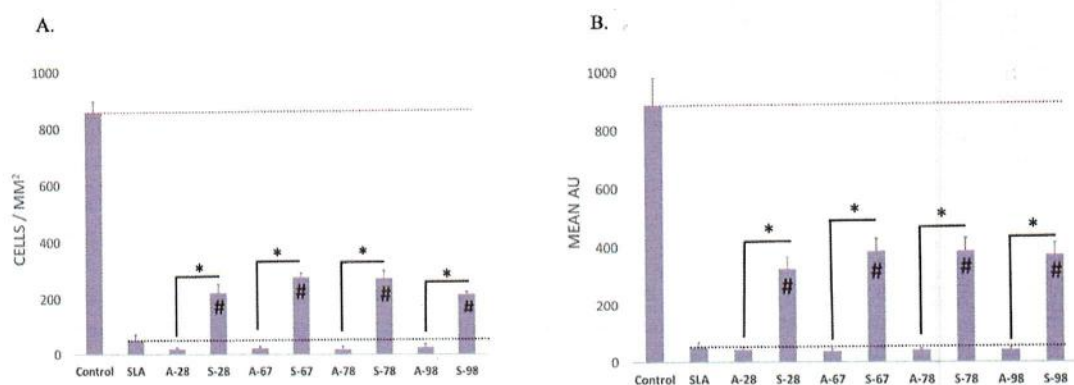 A.
1000
800
600
400
200
0
CELLS / MM²
* * * *
# # # #
Control SLA A-28 S-28 A-67 S-67 A-78 S-78 A-98 S-98
B.
1000
800
600
400
200
0
MEAN AU
* * * *
# # # #
Control SLA A-28 S-28 A-67 S-67 A-78 S-78 A-98 S-98